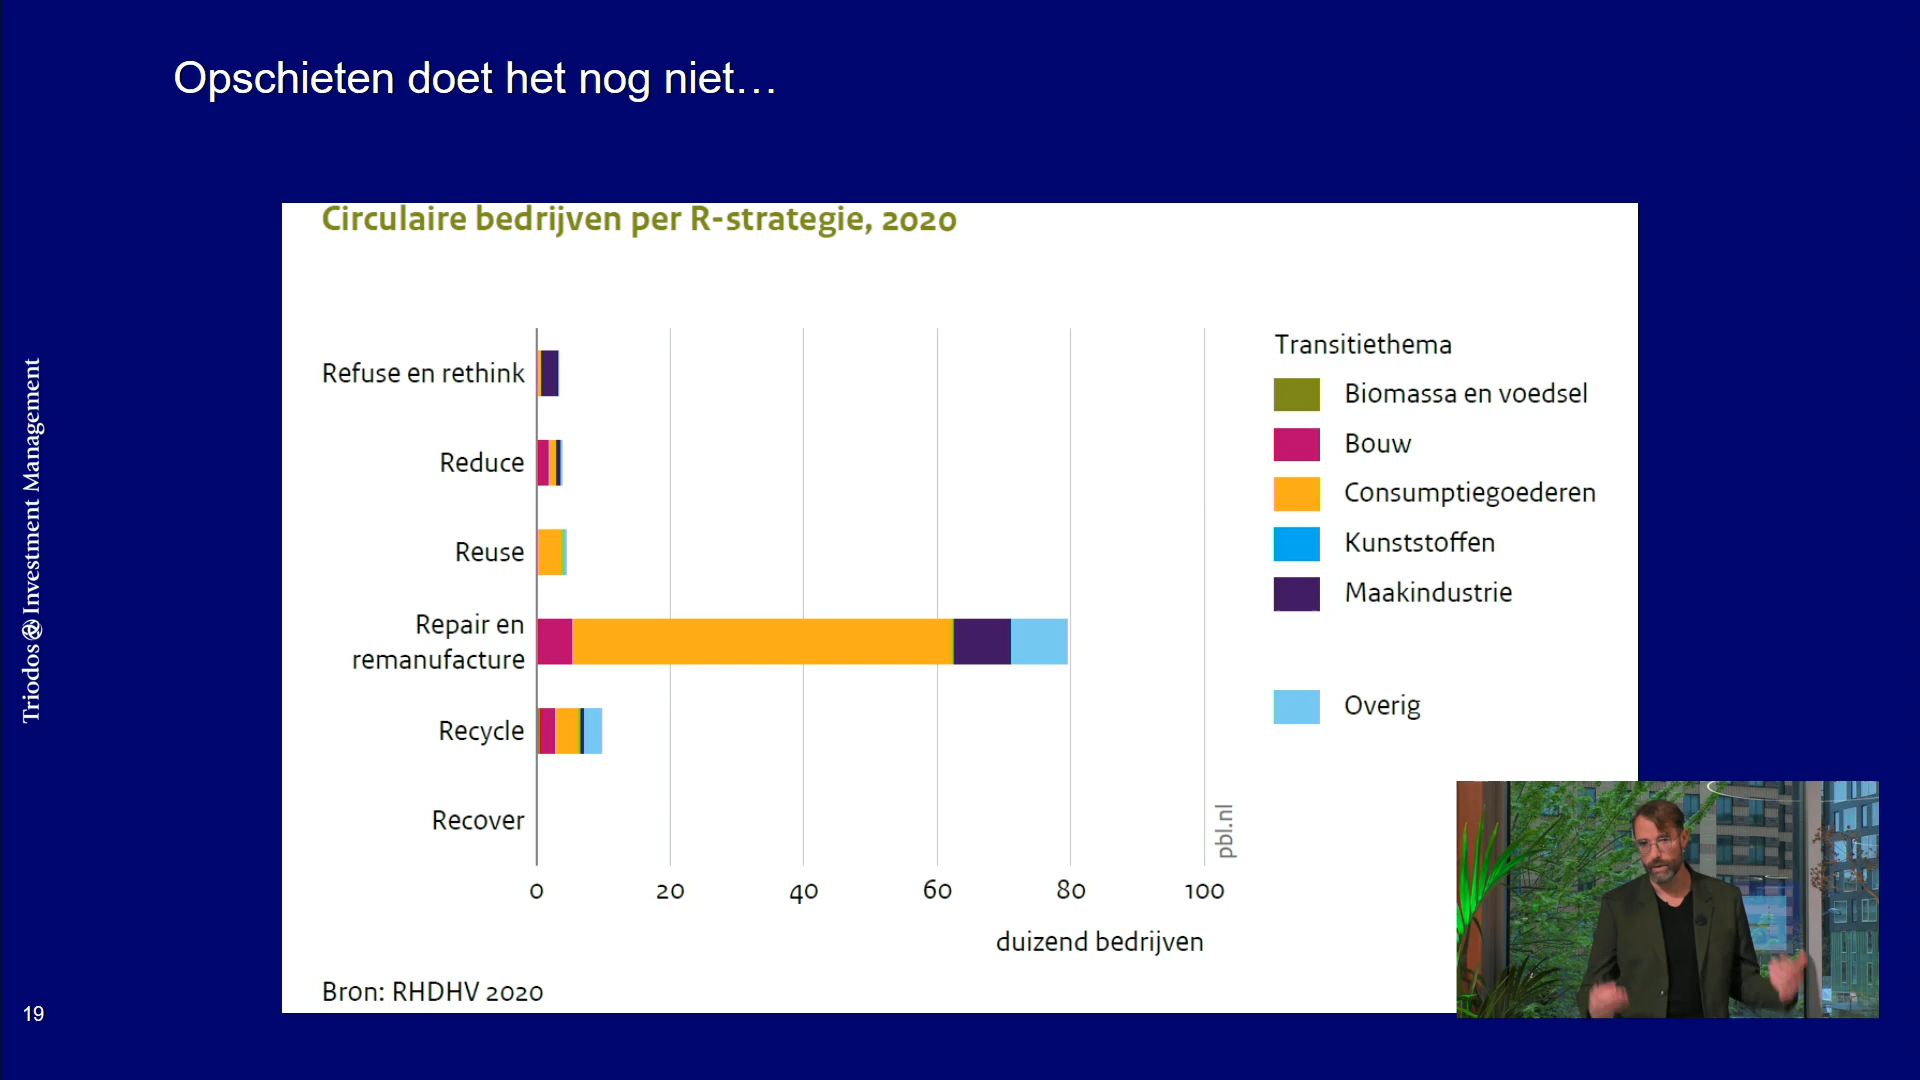 Opschieten doet het nog niet…
Circulaire bedrijven per R-strategie, 2020
Refuse en rethink
Reduce
Reuse
Repair en
remanufacture
Recycle
Recover
0 20 40 60 80 100
duizend bedrijven
pbl.nl
Transitiethema
Biomassa en voedsel
Bouw
Consumptiegoederen
Kunststoffen
Maakindustrie
Overig
Bron: RHDHV 2020
Triodos Investment Management
19